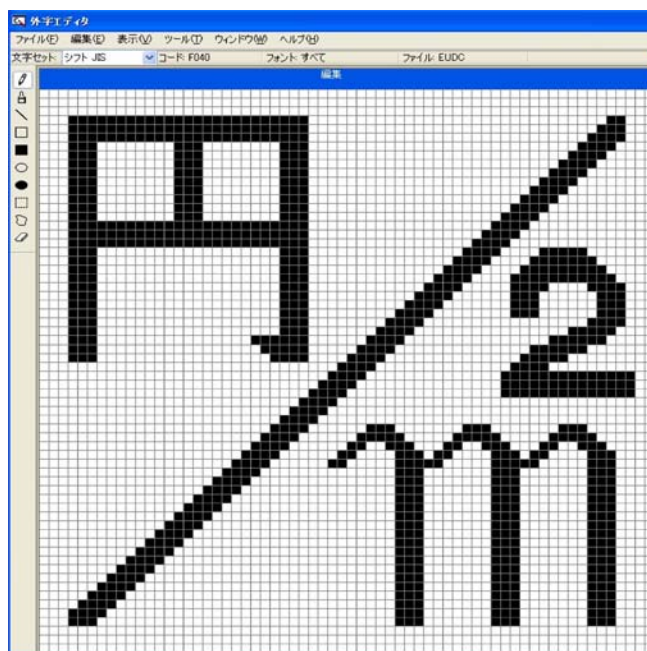 外字エディタ
ファイル(F) 編集(E) 表示(V) ツール(T) ウィンドウ(W) ヘルプ(H)
文字セット: シフト JIS コード: F040 フォント: すべて ファイル: EUDC
編集
円/m2